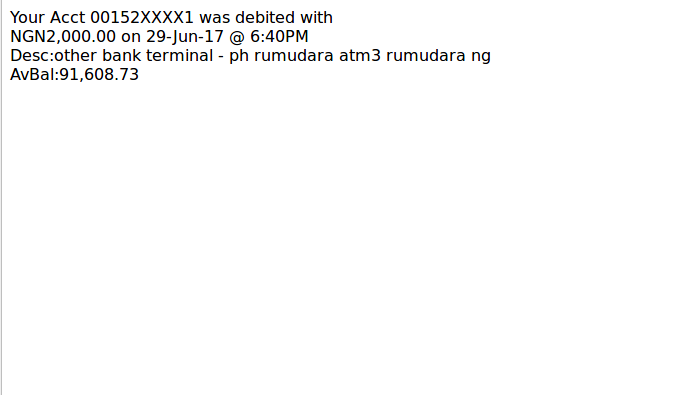 Your Acct 00152XXXX1 was debited with
NGN2,000.00 on 29-Jun-17 @ 6:40PM
Desc:other bank terminal - ph rumudara atm3 rumudara ng
AvBal:91,608.73